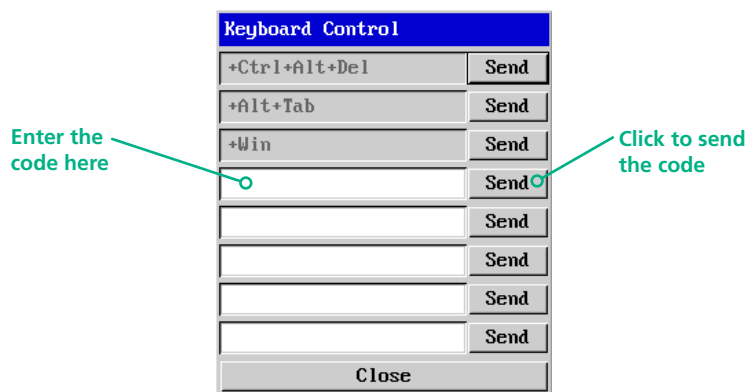 Keyboard Control
+Ctrl+Alt+Del Send
+Alt+Tab Send
+Win Send
Enter the
code here
Send
Click to send
the code
Send
Send
Send
Send
Close